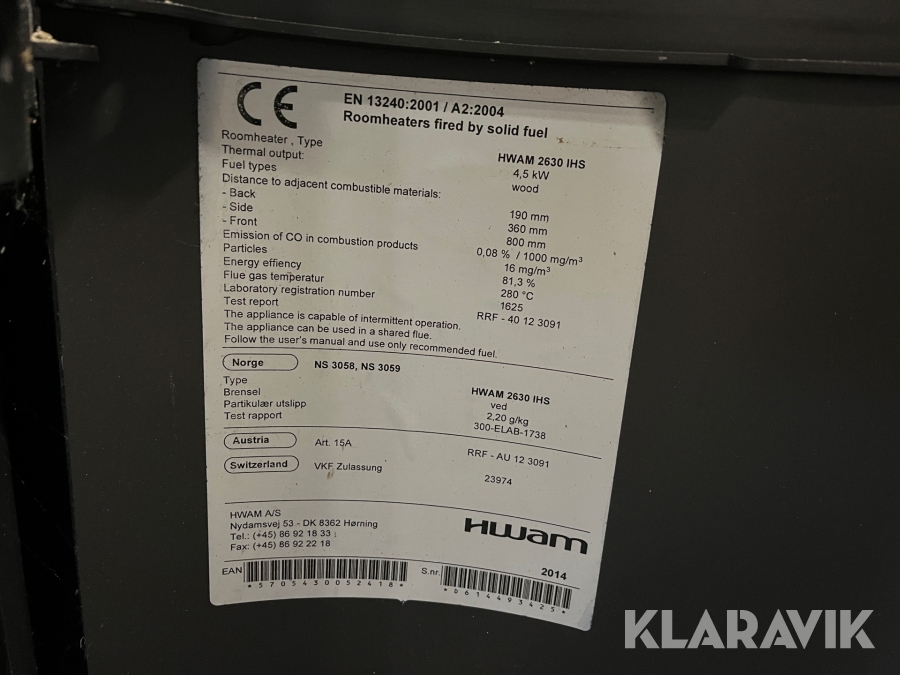 CE
EN 13240:2001 / A2:2004
Roomheaters fired by solid fuel
Roomheater , Type HWAM 2630 IHS
Thermal output: 4,5 kW
Fuel types wood
Distance to adjacent combustible materials:
- Back 190 mm
- Side 360 mm
- Front 800 mm
Emission of CO in combustion products 0,08 % / 1000 mg/m³
Particles 16 mg/m³
Energy effiency 81,3 %
Flue gas temperatur 280 °C
Laboratory registration number 1625
Test report RRF - 40 12 3091
The appliance is capable of intermittent operation.
The appliance can be used in a shared flue.
Follow the user's manual and use only recommended fuel.
Norge NS 3058, NS 3059
Type HWAM 2630 IHS
Brensel ved
Partikulær utslipp 2,20 g/kg
Test rapport 300-ELAB-1738
Austria Art. 15A RRF - AU 12 3091
Switzerland VKF Zulassung 23974
HWAM A/S
Nydamsvej 53 - DK 8362 Hørning
Tel.: (+45) 86 92 18 33
Fax: (+45) 86 92 22 18
Hwam
2014
EAN *5705430052418*
S.nr. *0614493425*
KLARAVIK